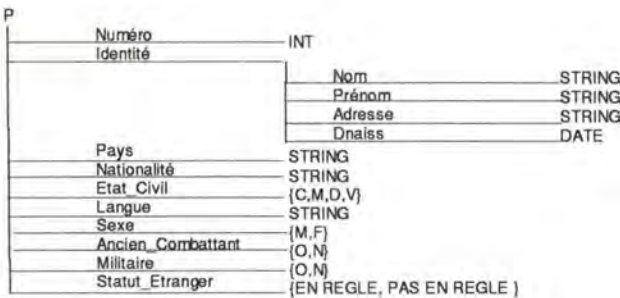 P
Numéro INT
Identité
Nom STRING
Prénom STRING
Adresse STRING
Dnaiss DATE
Pays STRING
Nationalité STRING
Etat_Civil {C,M,D,V}
Langue STRING
Sexe {M,F}
Ancien_Combattant {O,N}
Militaire {O,N}
Statut_Etranger {EN REGLE, PAS EN REGLE }